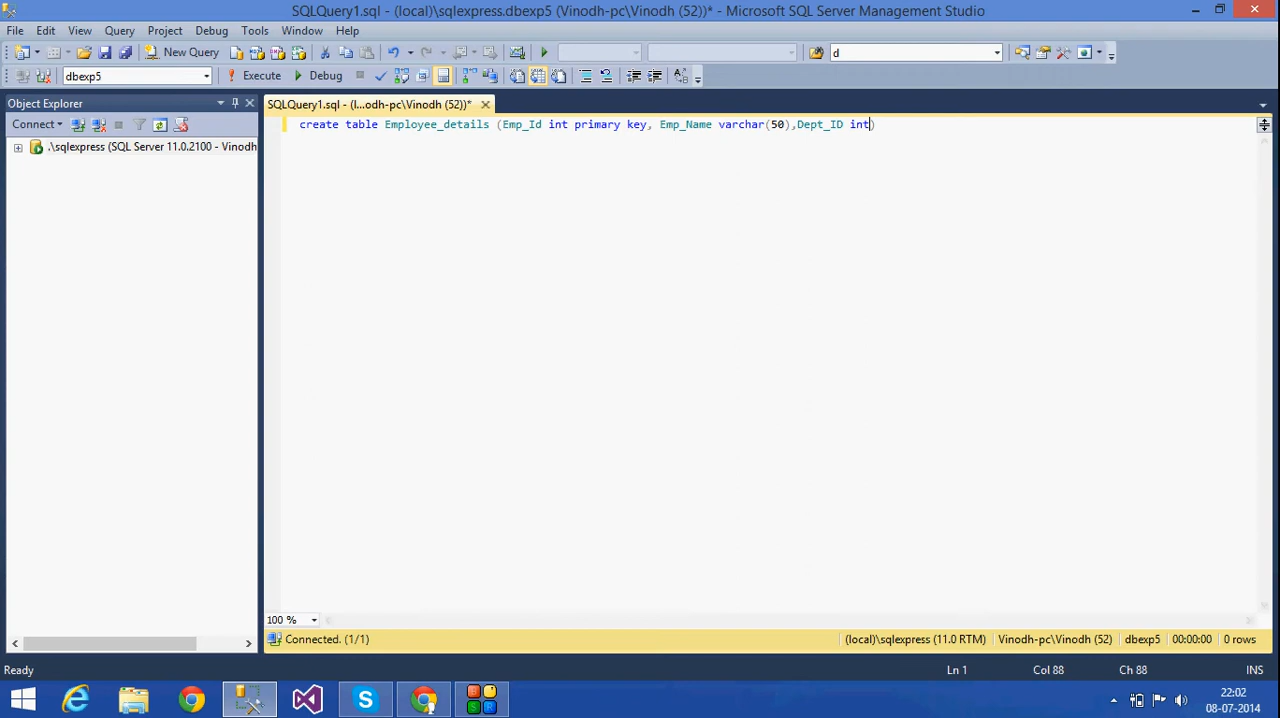 SQLQuery1.sql - (local)\sqlexpress.dbexp5 (Vinodh-pc\Vinodh (52))* - Microsoft SQL Server Management Studio
File Edit View Query Project Debug Tools Window Help
New Query d
dbexp5 Execute Debug
Object Explorer
SQLQuery1.sql - (l...odh-pc\Vinodh (52))*
Connect
.\sqlexpress (SQL Server 11.0.2100 - Vinodh
create table Employee_details (Emp_Id int primary key, Emp_Name varchar(50),Dept_ID int)
100 %
Connected. (1/1) (local)\sqlexpress (11.0 RTM) Vinodh-pc\Vinodh (52) dbexp5 00:00:00 0 rows
Ready Ln 1 Col 88 Ch 88 INS
22:02
08-07-2014